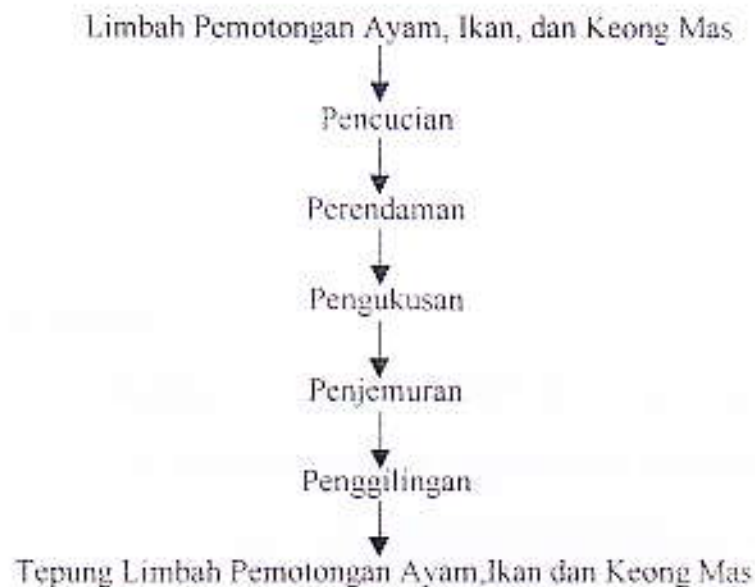 Limbah Pemotongan Ayam, Ikan, dan Keong Mas
Pencucian
Perendaman
Pengukusan
Penjemuran
Penggilingan
Tepung Limbah Pemotongan Ayam,Ikan dan Keong Mas